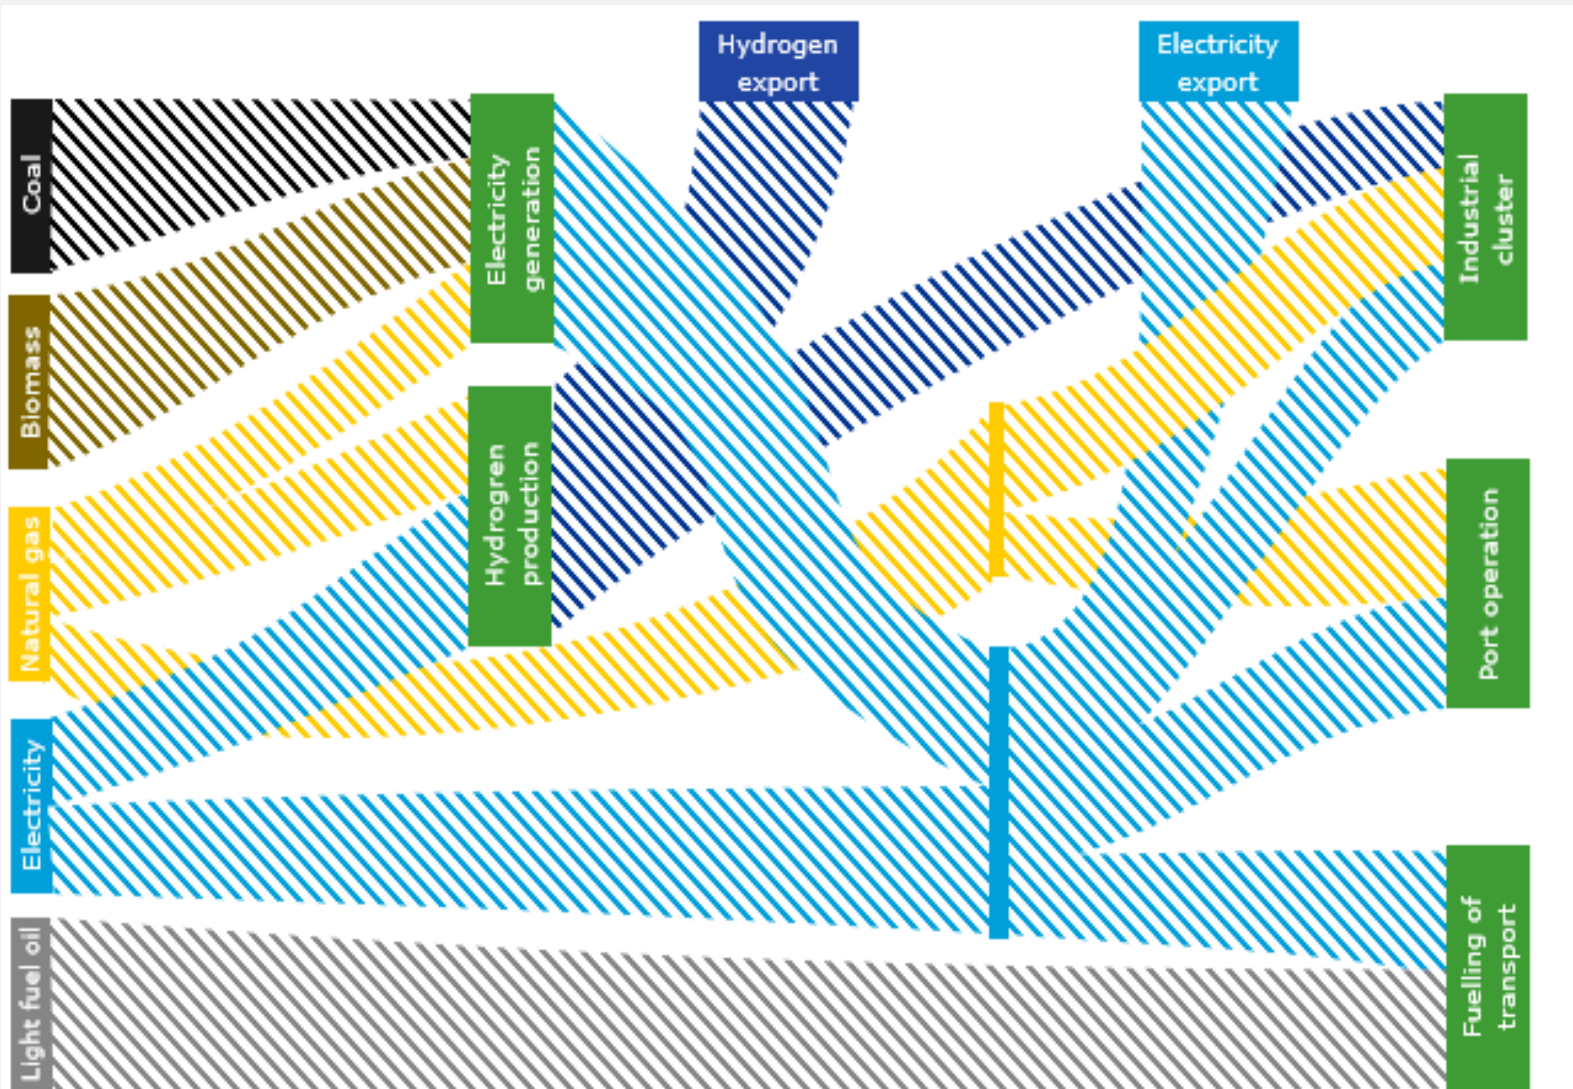 Hydrogen
export
Electricity
export
Coal
Biomass
Natural gas
Electricity
Light fuel oil
Electricity
generation
Hydrogren
production
Industrial
cluster
Port operation
Fuelling of
transport